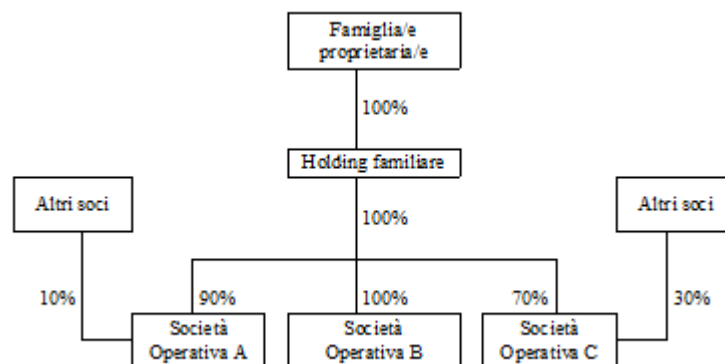 Famiglia/e
proprietaria/e
100%
Holding familiare
Altri soci
Altri soci
100%
10%
90%
100%
70%
30%
Società
Operativa A
Società
Operativa B
Società
Operativa C